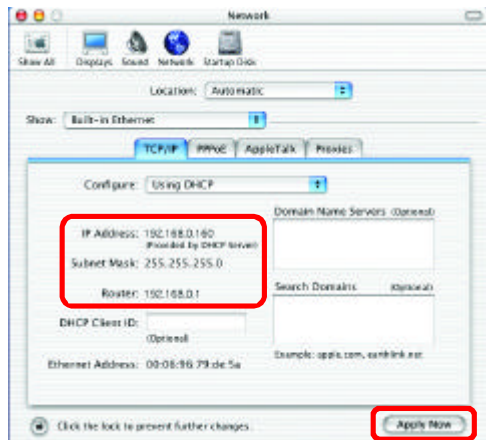 Network
Show All Displays Sound Network Startup Disk
Location: Automatic
Show: Built-in Ethernet
TCP/IP PPPoE AppleTalk Proxies
Configure: Using DHCP
Domain Name Servers (Optional)
IP Address: 192.168.0.160
(Provided by DHCP Server)
Subnet Mask: 255.255.255.0
Router: 192.168.0.1
Search Domains (Optional)
DHCP Client ID:
(Optional)
Example: apple.com, earthlink.net
Ethernet Address: 00:06:96:79:de:5a
Click the lock to prevent further changes.
Apply Now